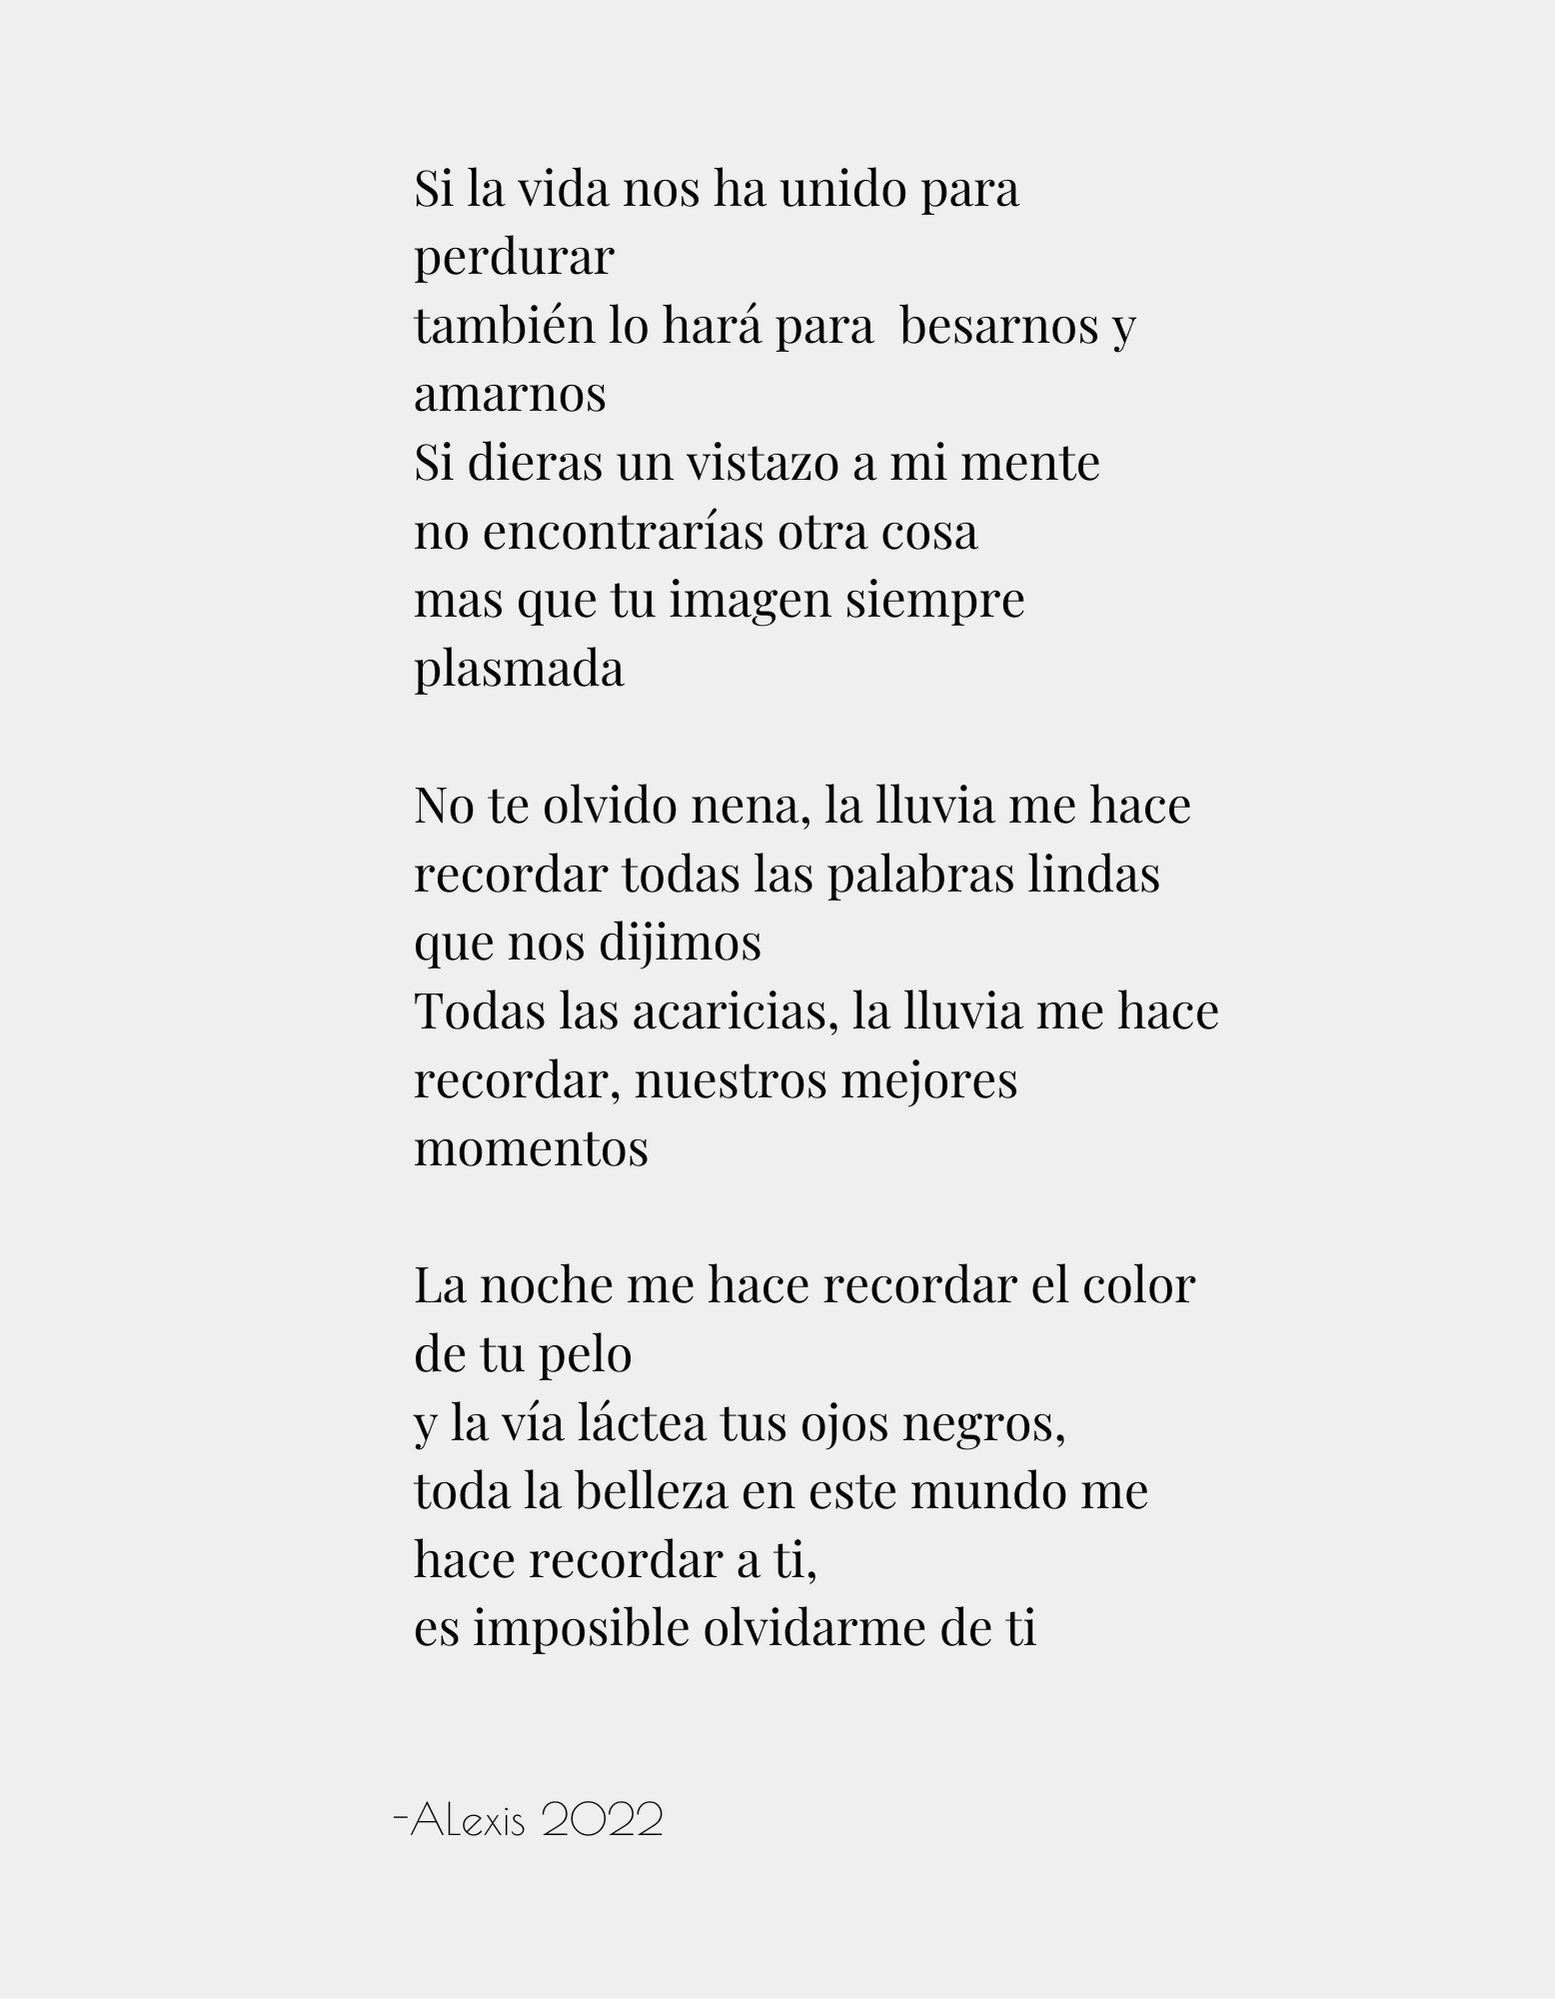 Si la vida nos ha unido para
perdurar
también lo hará para  besarnos y
amarnos
Si dieras un vistazo a mi mente
no encontrarías otra cosa
mas que tu imagen siempre
plasmada
No te olvido nena, la lluvia me hace
recordar todas las palabras lindas
que nos dijimos
Todas las acaricias, la lluvia me hace
recordar, nuestros mejores
momentos
La noche me hace recordar el color
de tu pelo
y la vía láctea tus ojos negros,
toda la belleza en este mundo me
hace recordar a ti,
es imposible olvidarme de ti
-ALexis 2022